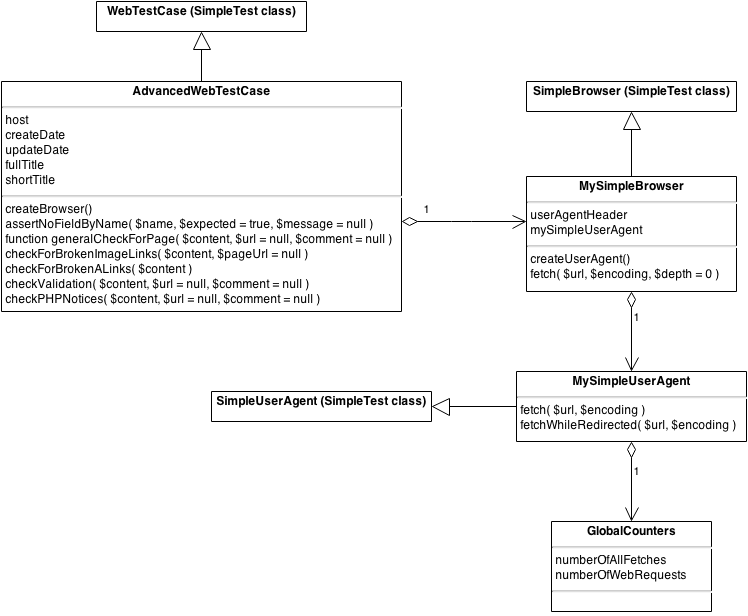 WebTestCase (SimpleTest class)
AdvancedWebTestCase
host
createDate
updateDate
fullTitle
shortTitle
createBrowser()
assertNoFieldByName( $name, $expected = true, $message = null )
function generalCheckForPage( $content, $url = null, $comment = null )
checkForBrokenImageLinks( $content, $pageUrl = null )
checkForBrokenALinks( $content )
checkValidation( $content, $url = null, $comment = null )
checkPHPNotices( $content, $url = null, $comment = null )
1
SimpleBrowser (SimpleTest class)
MySimpleBrowser
userAgentHeader
mySimpleUserAgent
createUserAgent()
fetch( $url, $encoding, $depth = 0 )
1
SimpleUserAgent (SimpleTest class)
MySimpleUserAgent
fetch( $url, $encoding )
fetchWhileRedirected( $url, $encoding )
1
GlobalCounters
numberOfAllFetches
numberOfWebRequests